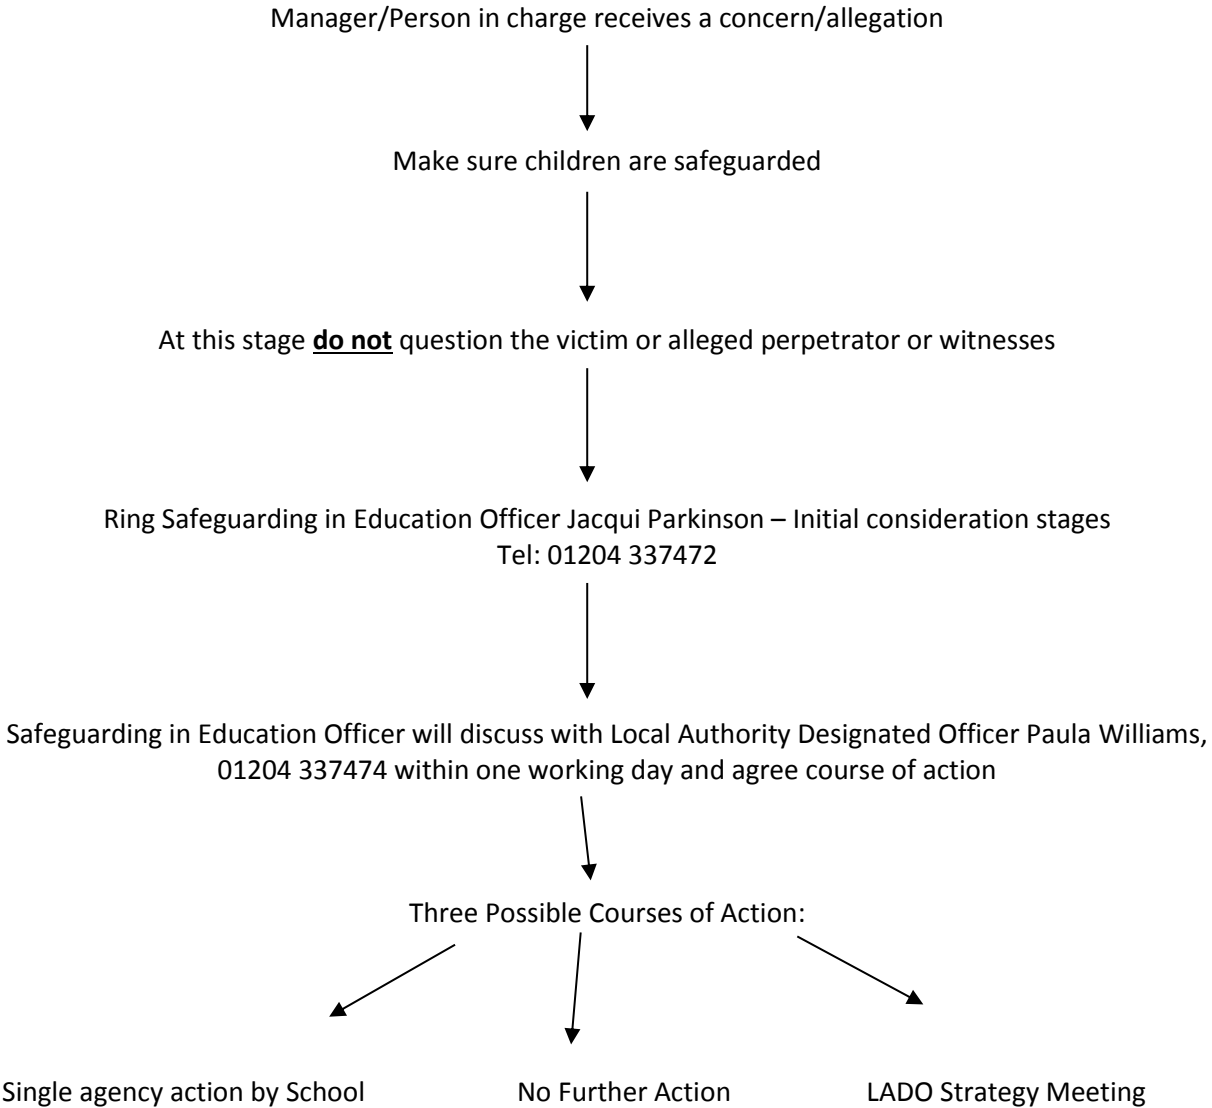 Manager/Person in charge receives a concern/allegation
Make sure children are safeguarded
At this stage do not question the victim or alleged perpetrator or witnesses
Ring Safeguarding in Education Officer Jacqui Parkinson – Initial consideration stages
Tel: 01204 337472
Safeguarding in Education Officer will discuss with Local Authority Designated Officer Paula Williams,
01204 337474 within one working day and agree course of action
Three Possible Courses of Action:
Single agency action by School
No Further Action
LADO Strategy Meeting